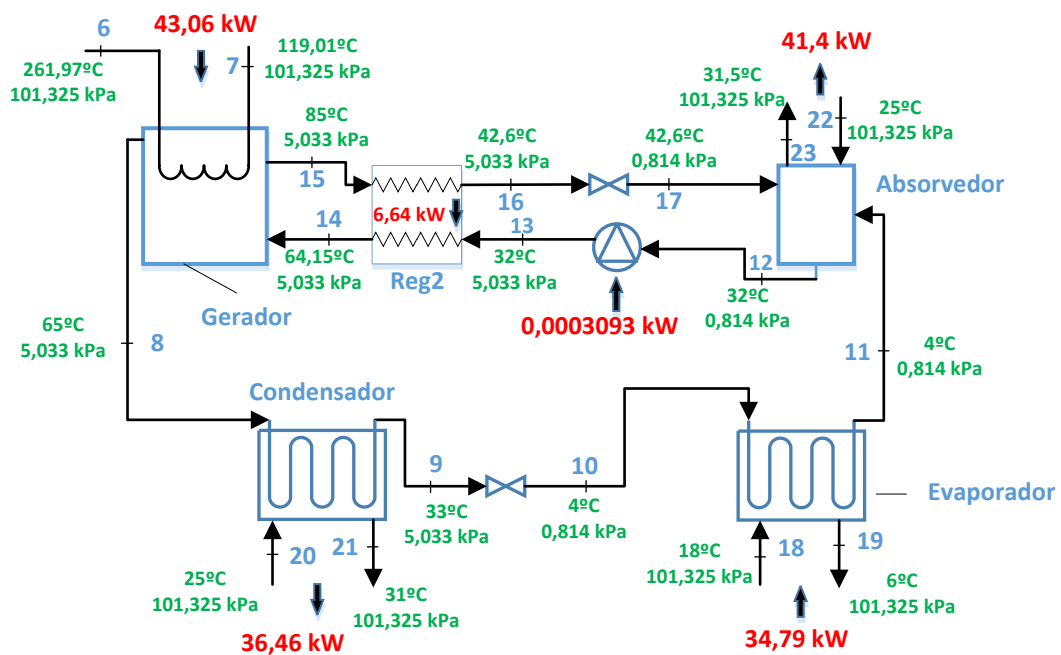 6
43,06 kW
261,97ºC
101,325 kPa
7
119,01ºC
101,325 kPa
85ºC
5,033 kPa
15
42,6ºC
5,033 kPa
16
42,6ºC
0,814 kPa
17
41,4 kW
31,5ºC
101,325 kPa
23
25ºC
22
101,325 kPa
Absorvedor
14
64,15ºC
5,033 kPa
6,64 kW
Reg2
13
32ºC
5,033 kPa
12
32ºC
0,814 kPa
0,0003093 kW
Gerador
65ºC
5,033 kPa
8
11
4ºC
0,814 kPa
Condensador
9
33ºC
5,033 kPa
10
4ºC
0,814 kPa
Evaporador
20
25ºC
101,325 kPa
21
31ºC
101,325 kPa
36,46 kW
18ºC
101,325 kPa
18
19
6ºC
101,325 kPa
34,79 kW